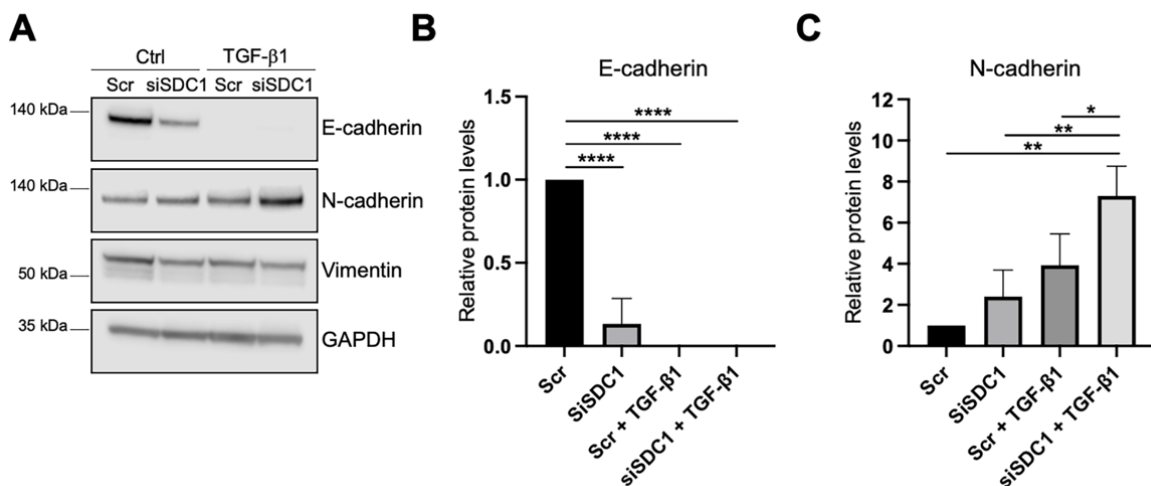 A
Ctrl TGF-β1
Scr siSDC1 Scr siSDC1
140 kDa
E-cadherin
140 kDa
N-cadherin
Vimentin
50 kDa
35 kDa
GAPDH
B
E-cadherin
Relative protein levels
1.5
1.0
0.5
0.0
****
****
****
Scr
SiSDC1
Scr + TGF-β1
siSDC1 + TGF-β1
C
N-cadherin
Relative protein levels
12
10
8
6
4
2
0
*
**
**
Scr
SiSDC1
Scr + TGF-β1
siSDC1 + TGF-β1